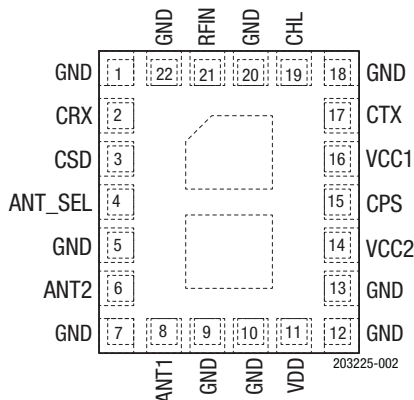 GND RFIN GND CHL
GND 1 22 21 20 19 18 GND
CRX 2 17 CTX
CSD 3 16 VCC1
ANT_SEL 4 15 CPS
GND 5 14 VCC2
ANT2 6 13 GND
GND 7 8 9 10 11 12 GND
ANT1 GND GND VDD
203225-002